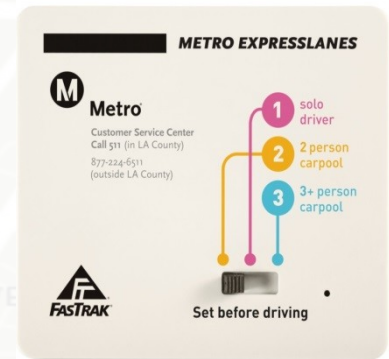 METRO EXPRESSLANES
M
Metro
Customer Service Center
Call 511 (in LA County)
877-224-6511
(outside LA County)
1 solo
driver
2 2 person
carpool
3 3+ person
carpool
FASTRAK
Set before driving